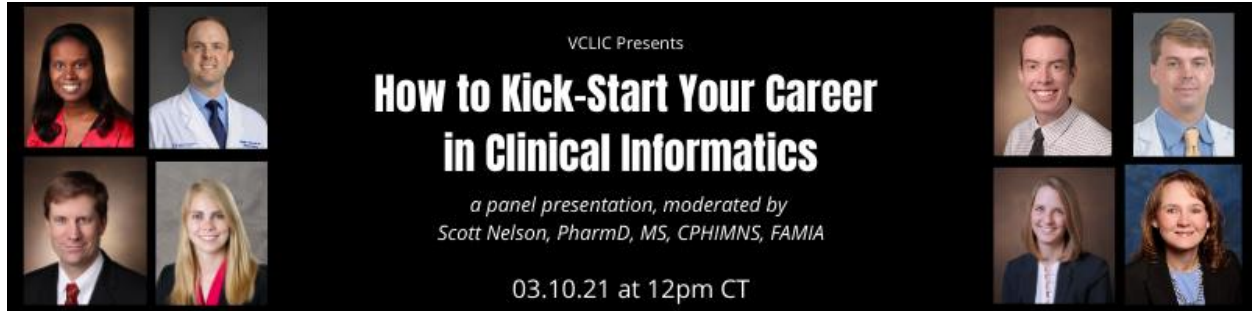 VCLIC Presents
How to Kick-Start Your Career
in Clinical Informatics
a panel presentation, moderated by
Scott Nelson, PharmD, MS, CPHIMNS, FAMIA
03.10.21 at 12pm CT